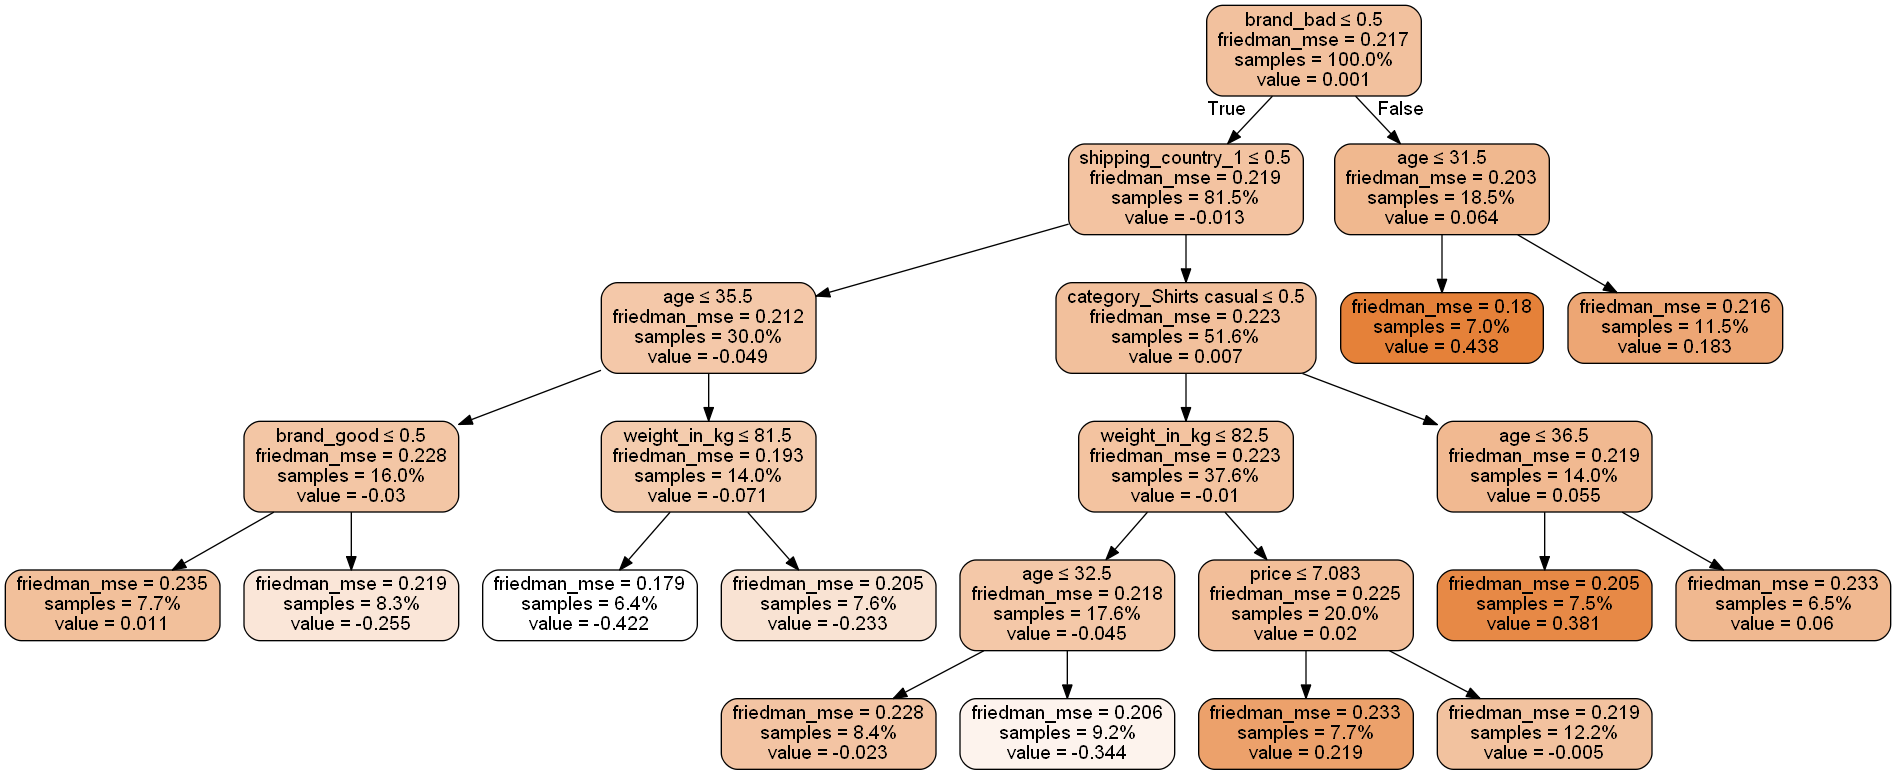 brand_bad ≤ 0.5
friedman_mse = 0.217
samples = 100.0%
value = 0.001
True
False
shipping_country_1 ≤ 0.5
friedman_mse = 0.219
samples = 81.5%
value = -0.013
age ≤ 31.5
friedman_mse = 0.203
samples = 18.5%
value = 0.064
age ≤ 35.5
friedman_mse = 0.212
samples = 30.0%
value = -0.049
category_Shirts casual ≤ 0.5
friedman_mse = 0.223
samples = 51.6%
value = 0.007
friedman_mse = 0.18
samples = 7.0%
value = 0.438
friedman_mse = 0.216
samples = 11.5%
value = 0.183
brand_good ≤ 0.5
friedman_mse = 0.228
samples = 16.0%
value = -0.03
weight_in_kg ≤ 81.5
friedman_mse = 0.193
samples = 14.0%
value = -0.071
weight_in_kg ≤ 82.5
friedman_mse = 0.223
samples = 37.6%
value = -0.01
age ≤ 36.5
friedman_mse = 0.219
samples = 14.0%
value = 0.055
friedman_mse = 0.235
samples = 7.7%
value = 0.011
friedman_mse = 0.219
samples = 8.3%
value = -0.255
friedman_mse = 0.179
samples = 6.4%
value = -0.422
friedman_mse = 0.205
samples = 7.6%
value = -0.233
age ≤ 32.5
friedman_mse = 0.218
samples = 17.6%
value = -0.045
price ≤ 7.083
friedman_mse = 0.225
samples = 20.0%
value = 0.02
friedman_mse = 0.205
samples = 7.5%
value = 0.381
friedman_mse = 0.233
samples = 6.5%
value = 0.06
friedman_mse = 0.228
samples = 8.4%
value = -0.023
friedman_mse = 0.206
samples = 9.2%
value = -0.344
friedman_mse = 0.233
samples = 7.7%
value = 0.219
friedman_mse = 0.219
samples = 12.2%
value = -0.005